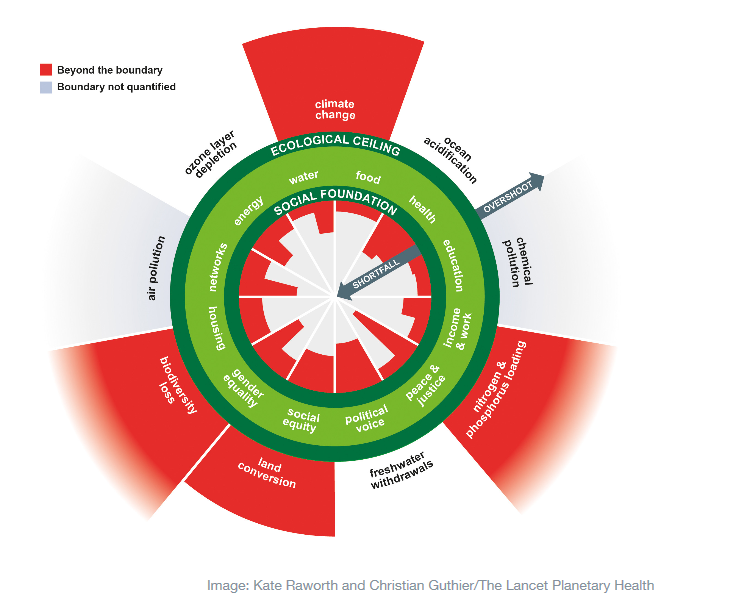 Beyond the boundary
Boundary not quantified
climate
change
ozone layer
depletion
ocean
acidification
ECOLOGICAL CEILING
OVERSHOOT
water
food
SOCIAL FOUNDATION
energy
health
SHORTFALL
air pollution
networks
education
chemical
pollution
housing
income
& work
biodiversity
loss
gender
equality
social
equity
political
voice
peace &
justice
nitrogen &
phosphorus loading
land
conversion
freshwater
withdrawals
Image: Kate Raworth and Christian Guthier/The Lancet Planetary Health